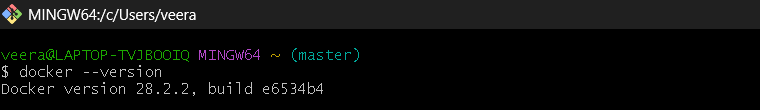 MINGW64:/c/Users/veera
veera@LAPTOP-TVJBOOIQ MINGW64 ~ (master)
$ docker --version
Docker version 28.2.2, build e6534b4